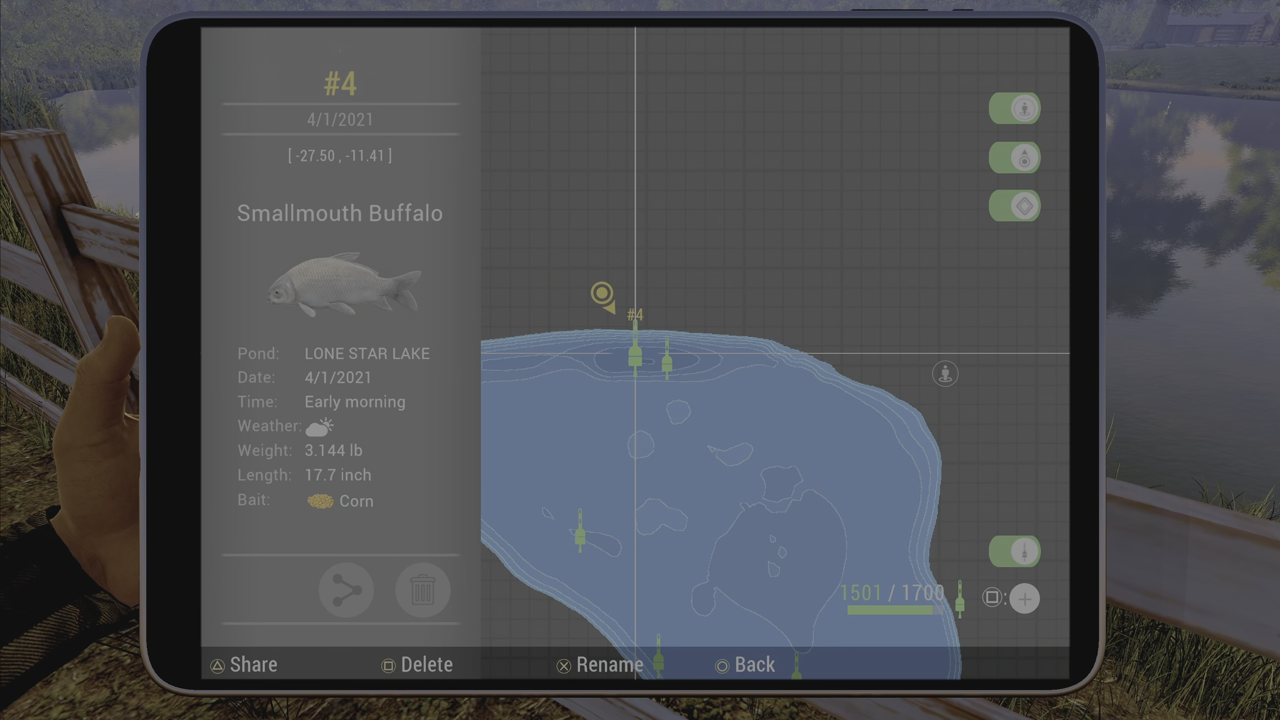 #4
4/1/2021
[ -27.50 , -11.41 ]
Smallmouth Buffalo
Pond: LONE STAR LAKE
Date: 4/1/2021
Time: Early morning
Weather:
Weight: 3.144 lb
Length: 17.7 inch
Bait: Corn
#4
1501 / 1700
Share
Delete
Rename
Back